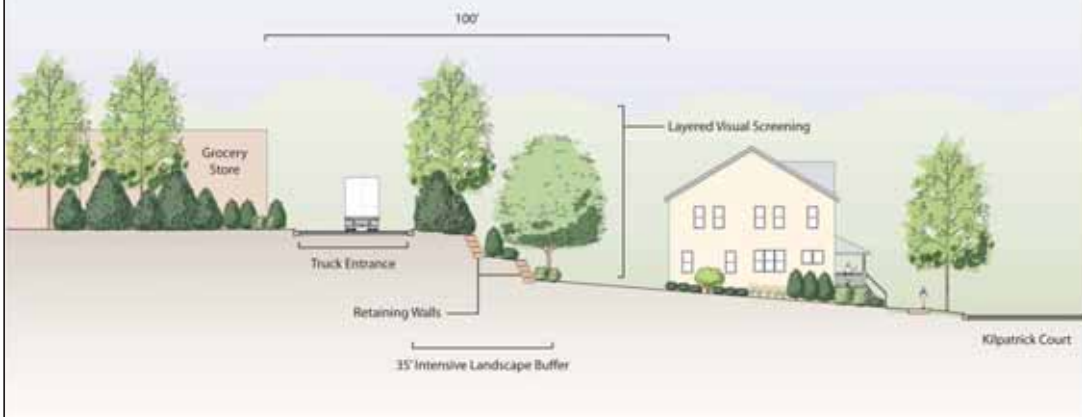 100'
Layered Visual Screening
Grocery
Store
Truck Entrance
Retaining Walls
Kilpatrick Court
35' Intensive Landscape Buffer